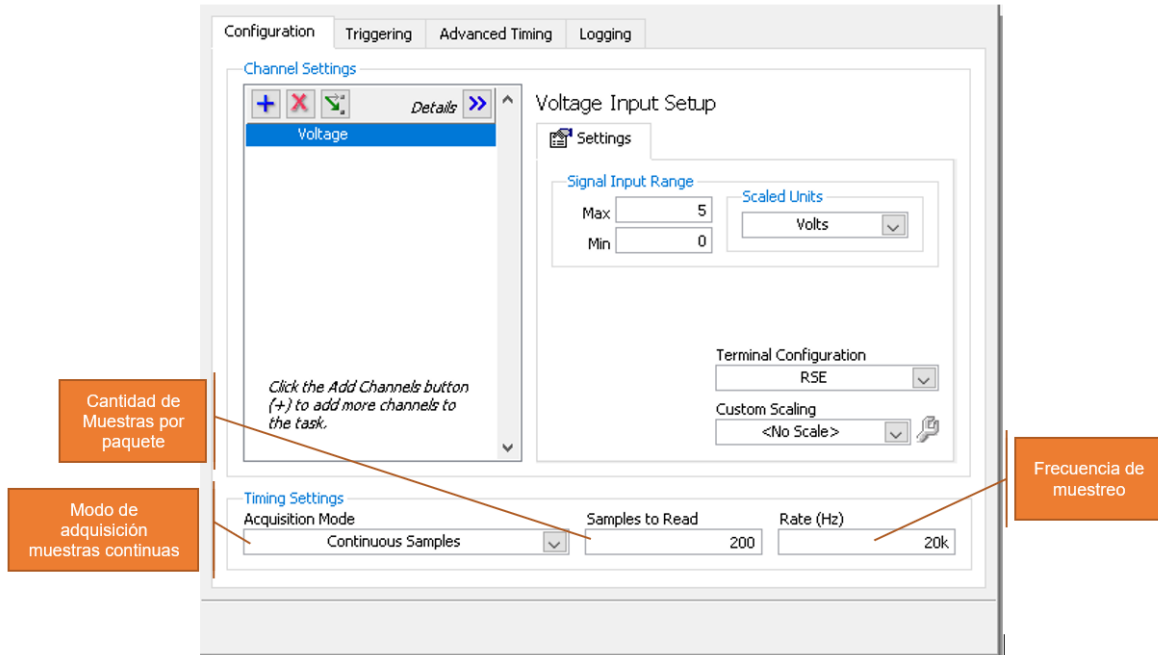 Configuration
Triggering
Advanced Timing
Logging
Channel Settings
Details
Voltage
Click the Add Channels button
(+) to add more channels to
the task.
Voltage Input Setup
Settings
Signal Input Range
Max 5
Min 0
Scaled Units
Volts
Terminal Configuration
RSE
Custom Scaling
<No Scale>
Timing Settings
Acquisition Mode
Continuous Samples
Samples to Read
200
Rate (Hz)
20k
Cantidad de
Muestras por
paquete
Modo de
adquisición
muestras continuas
Frecuencia de
muestreo